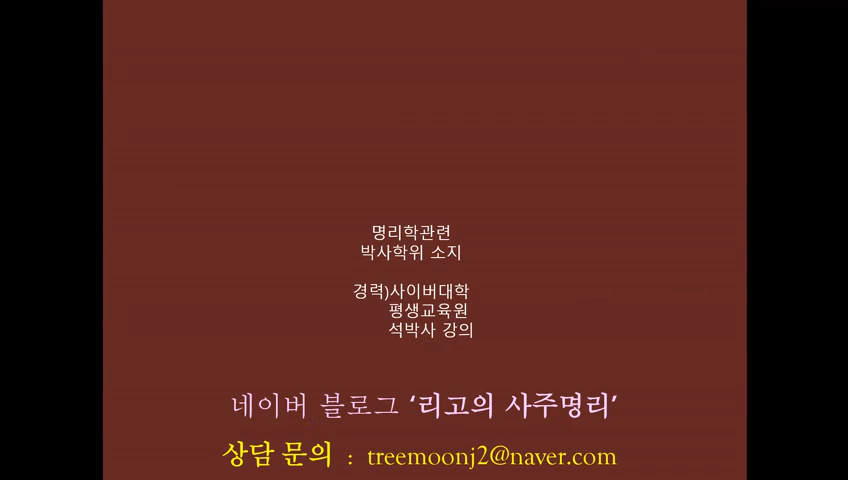 명리학관련
박사학위 소지
경력)사이버대학
평생교육원
석박사 강의
네이버 블로그 ‘리고의 사주명리’
상담 문의 : treemoonj2@naver.com